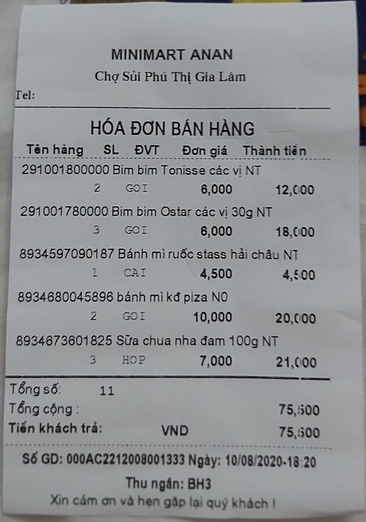 MINIMART ANAN
Chợ Sủi Phú Thị Gia Lâm
Tel:
HÓA ĐƠN BÁN HÀNG
Tên hàng SL ĐVT Đơn giá Thành tiền
291001800000 Bim bim Tonisse các vị NT
2 GOI 6,000 12,000
291001780000 Bim bim Ostar các vị 30g NT
3 GOI 6,000 18,000
8934597090187 Bánh mì ruốc stass hải châu NT
1 CAI 4,500 4,500
8934680045896 bánh mì kđ piza N0
2 GOI 10,000 20,000
8934673601825 Sữa chua nha đam 100g NT
3 HOP 7,000 21,000
Tổng số: 11
Tổng cộng : 75,500
Tiền khách trả: VND 75,500
Số GD: 000AC2212008001333 Ngày: 10/08/2020-18:20
Thu ngân: BH3
Xin cám ơn và hẹn gặp lại quý khách !